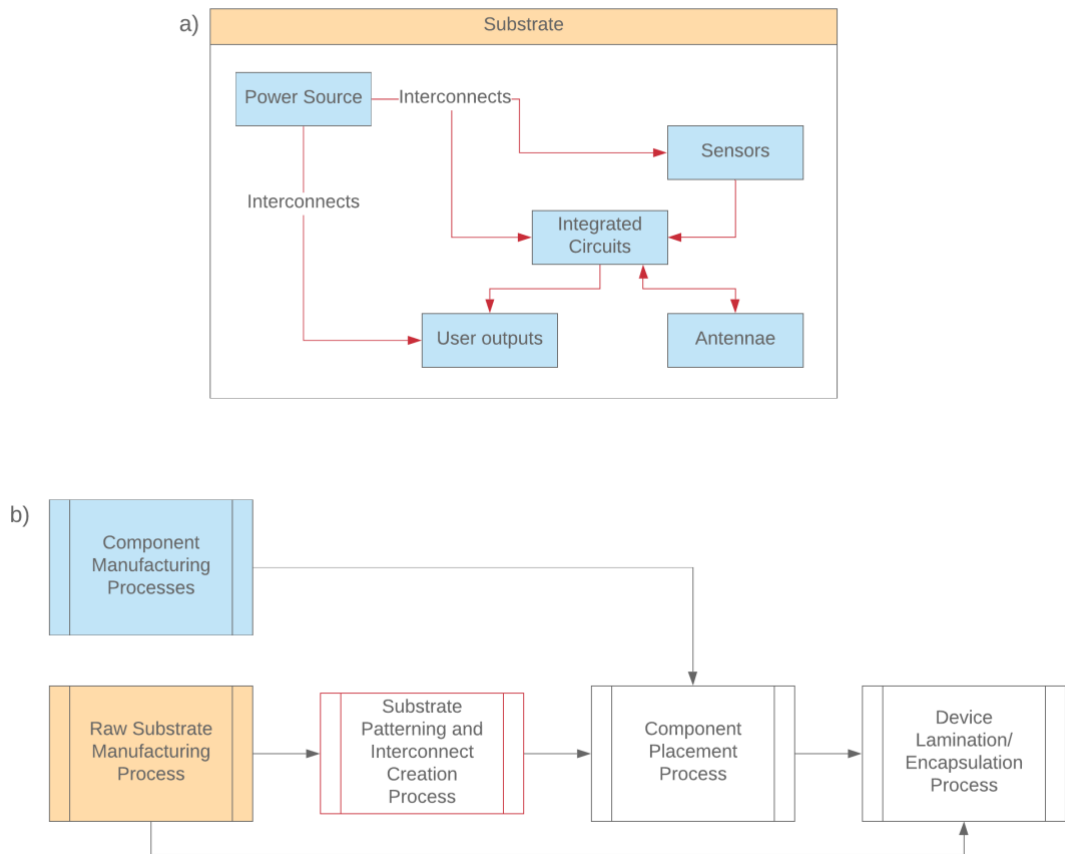 a)
Substrate
Power Source
Interconnects
Sensors
Interconnects
Integrated
Circuits
User outputs
Antennae
b)
Component
Manufacturing
Processes
Raw Substrate
Manufacturing
Process
Substrate
Patterning and
Interconnect
Creation
Process
Component
Placement
Process
Device
Lamination/
Encapsulation
Process